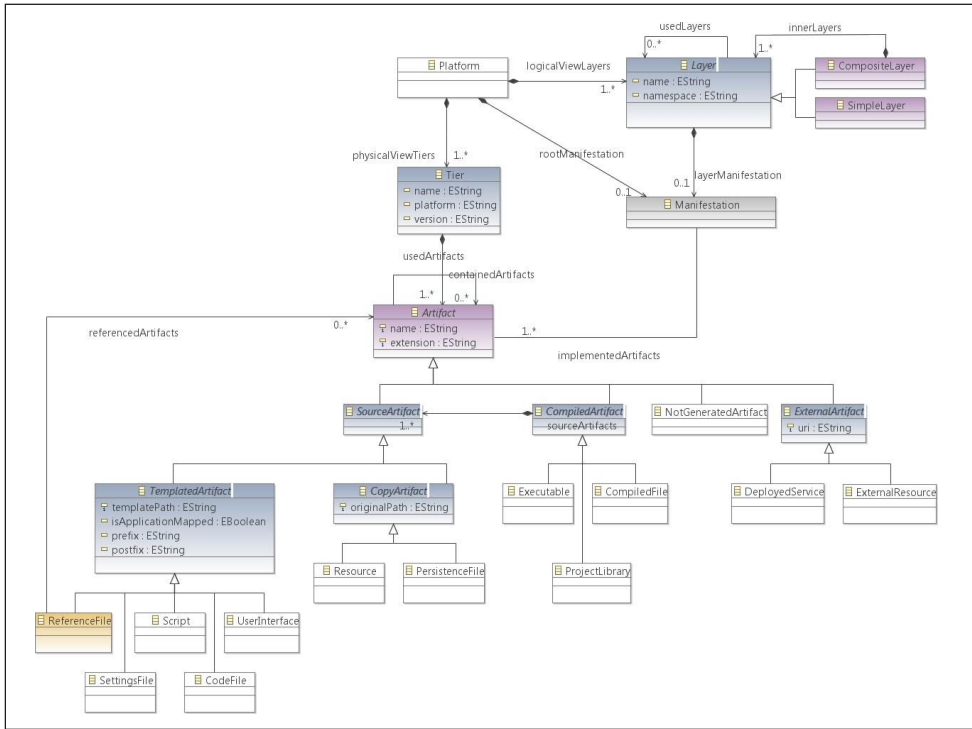 usedLayers
innerLayers
0..*
1..*
Platform
logicalViewLayers
1..*
Layer
name : EString
namespace : EString
CompositeLayer
SimpleLayer
physicalViewTiers
1..*
rootManifestation
0..1
layerManifestation
0..1
Tier
name : EString
platform : EString
version : EString
Manifestation
usedArtifacts
containedArtifacts
1..*
0..*
referencedArtifacts
0..*
Artifact
name : EString
extension : EString
1..*
implementedArtifacts
SourceArtifact
1..*
CompiledArtifact
sourceArtifacts
NotGeneratedArtifact
ExternalArtifact
uri : EString
TemplatedArtifact
templatePath : EString
isApplicationMapped : EBoolean
prefix : EString
postfix : EString
CopyArtifact
originalPath : EString
Executable
CompiledFile
DeployedService
ExternalResource
Resource
PersistenceFile
ProjectLibrary
ReferenceFile
Script
UserInterface
SettingsFile
CodeFile